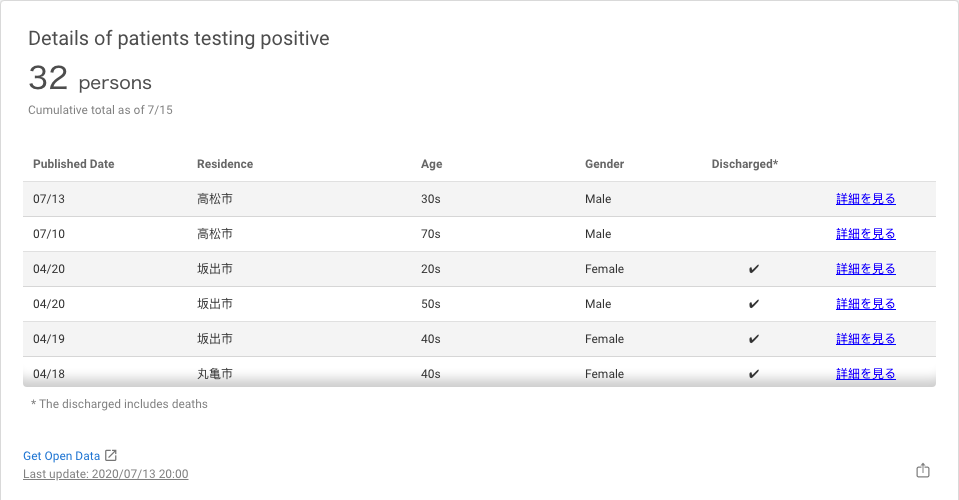 Details of patients testing positive
32 persons
Cumulative total as of 7/15
Published Date Residence Age Gender Discharged*
07/13 高松市 30s Male 詳細を見る
07/10 高松市 70s Male 詳細を見る
04/20 坂出市 20s Female ✔ 詳細を見る
04/20 坂出市 50s Male ✔ 詳細を見る
04/19 坂出市 40s Female ✔ 詳細を見る
04/18 丸亀市 40s Female ✔ 詳細を見る
* The discharged includes deaths
Get Open Data
Last update: 2020/07/13 20:00